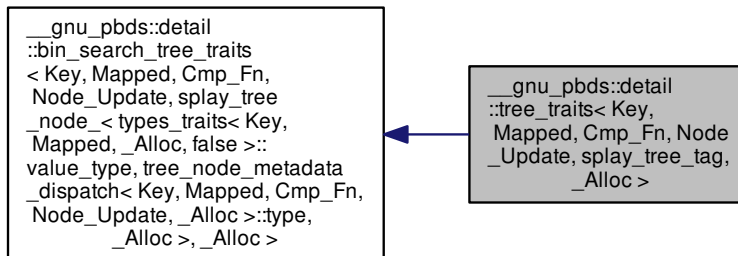 __gnu_pbds::detail
::bin_search_tree_traits
< Key, Mapped, Cmp_Fn,
Node_Update, splay_tree
_node_< types_traits< Key,
Mapped, _Alloc, false >::
value_type, tree_node_metadata
_dispatch< Key, Mapped, Cmp_Fn,
Node_Update, _Alloc >::type,
_Alloc >, _Alloc >
__gnu_pbds::detail
::tree_traits< Key,
Mapped, Cmp_Fn, Node
_Update, splay_tree_tag,
_Alloc >